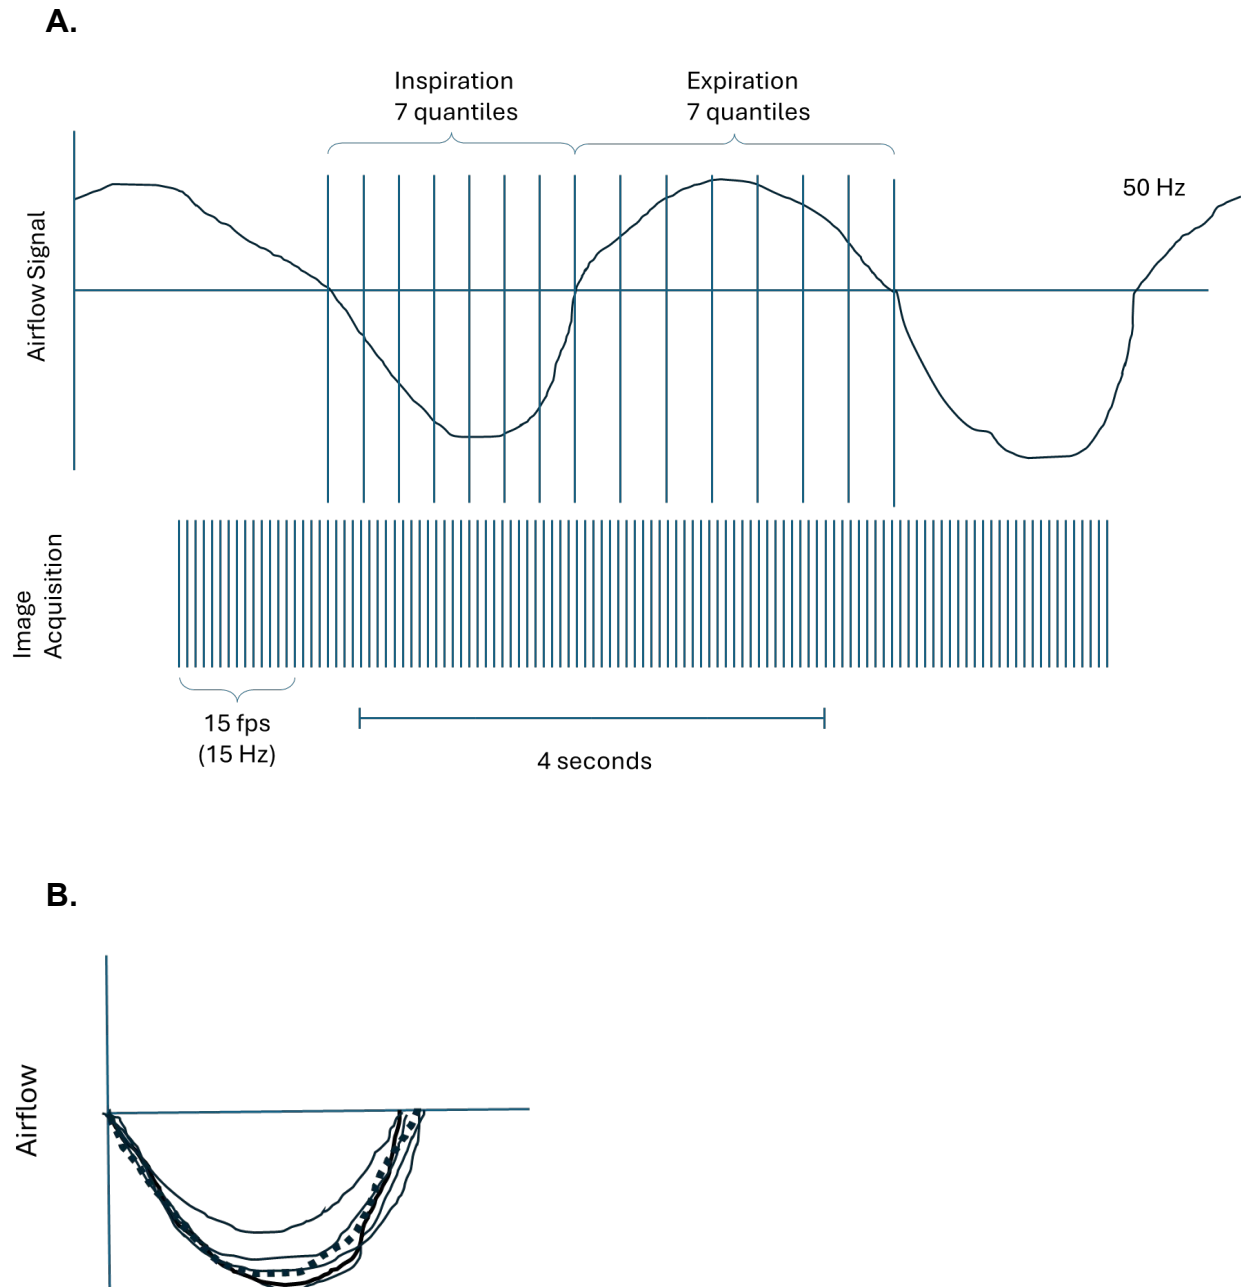 A.
Inspiration
7 quantiles
Expiration
7 quantiles
50 Hz
Airflow Signal
Image
Acquisition
15 fps
(15 Hz)
4 seconds
B.
Airflow